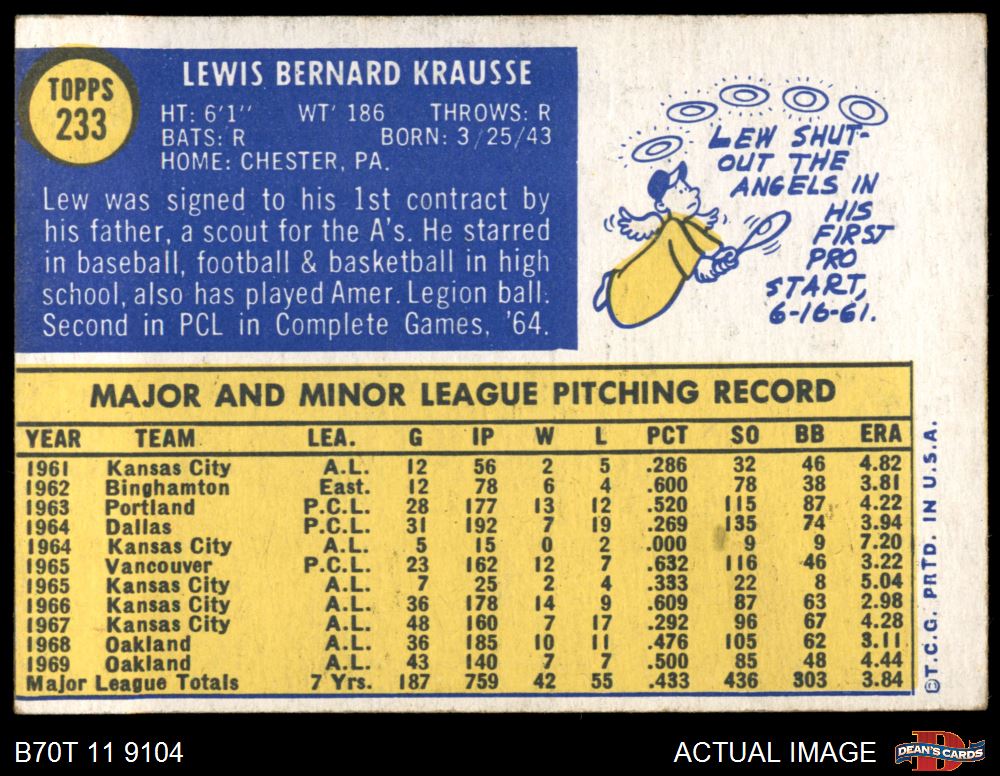 TOPPS
233
LEWIS BERNARD KRAUSSE
HT: 6'1" WT' 186 THROWS: R
BATS: R BORN: 3/25/43
HOME: CHESTER, PA.
Lew was signed to his 1st contract by
his father, a scout for the A's. He starred
in baseball, football & basketball in high
school, also has played Amer. Legion ball.
Second in PCL in Complete Games, '64.
LEW SHUT-
OUT THE
ANGELS IN
HIS
FIRST
PRO
START,
6-16-61.
MAJOR AND MINOR LEAGUE PITCHING RECORD
YEAR TEAM LEA. G IP W L PCT SO BB ERA
1961 Kansas City A.L. 12 56 2 5 .286 32 46 4.82
1962 Binghamton East. 12 78 6 4 .600 78 38 3.81
1963 Portland P.C.L. 28 177 13 12 .520 115 87 4.22
1964 Dallas P.C.L. 31 192 7 19 .269 135 74 3.94
1964 Kansas City A.L. 5 15 0 2 .000 9 9 7.20
1965 Vancouver P.C.L. 23 162 12 7 .632 116 46 3.22
1965 Kansas City A.L. 7 25 2 4 .333 22 8 5.04
1966 Kansas City A.L. 36 178 14 9 .609 87 63 2.98
1967 Kansas City A.L. 48 160 7 17 .292 96 67 4.28
1968 Oakland A.L. 36 185 10 11 .476 105 62 3.11
1969 Oakland A.L. 43 140 7 7 .500 85 48 4.44
Major League Totals 7 Yrs. 187 759 42 55 .433 436 303 3.84
©T.C.G. PRTD. IN U.S.A.
B70T 11 9104
ACTUAL IMAGE
DEAN'S CARDS